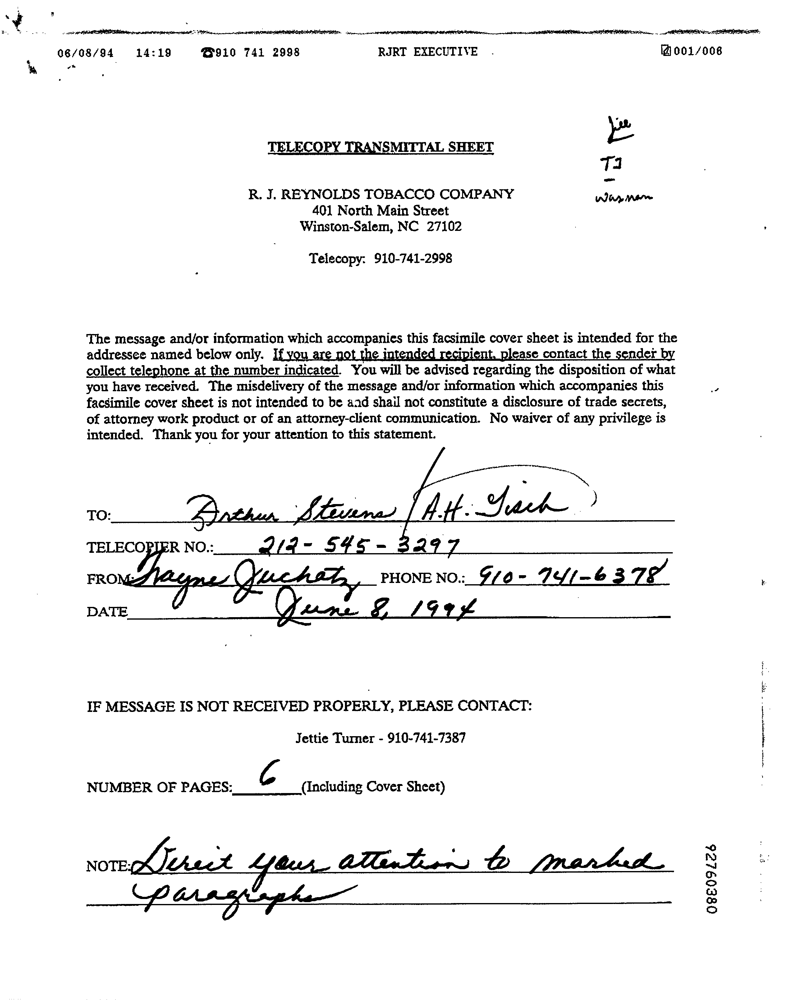 06/08/94 14:19 ☎910 741 2998 RJRT EXECUTIVE 001/006
TELECOPY TRANSMITTAL SHEET
TJ
R. J. REYNOLDS TOBACCO COMPANY
401 North Main Street
Winston-Salem, NC 27102
Telecopy: 910-741-2998
The message and/or information which accompanies this facsimile cover sheet is intended for the
addressee named below only. If you are not the intended recipient, please contact the sender by
collect telephone at the number indicated. You will be advised regarding the disposition of what
you have received. The misdelivery of the message and/or information which accompanies this
facsimile cover sheet is not intended to be and shall not constitute a disclosure of trade secrets,
of attorney work product or of an attorney-client communication. No waiver of any privilege is
intended. Thank you for your attention to this statement.
TO: Arthur Stevens / A.H. Tisch
TELECOPIER NO.: 212-545-3297
FROM Wayne Juchatz PHONE NO.: 910-741-6378
DATE June 8, 1994
IF MESSAGE IS NOT RECEIVED PROPERLY, PLEASE CONTACT:
Jettie Turner - 910-741-7387
NUMBER OF PAGES: 6 (Including Cover Sheet)
NOTE: Direct your attention to marked
paragraphs
92760380